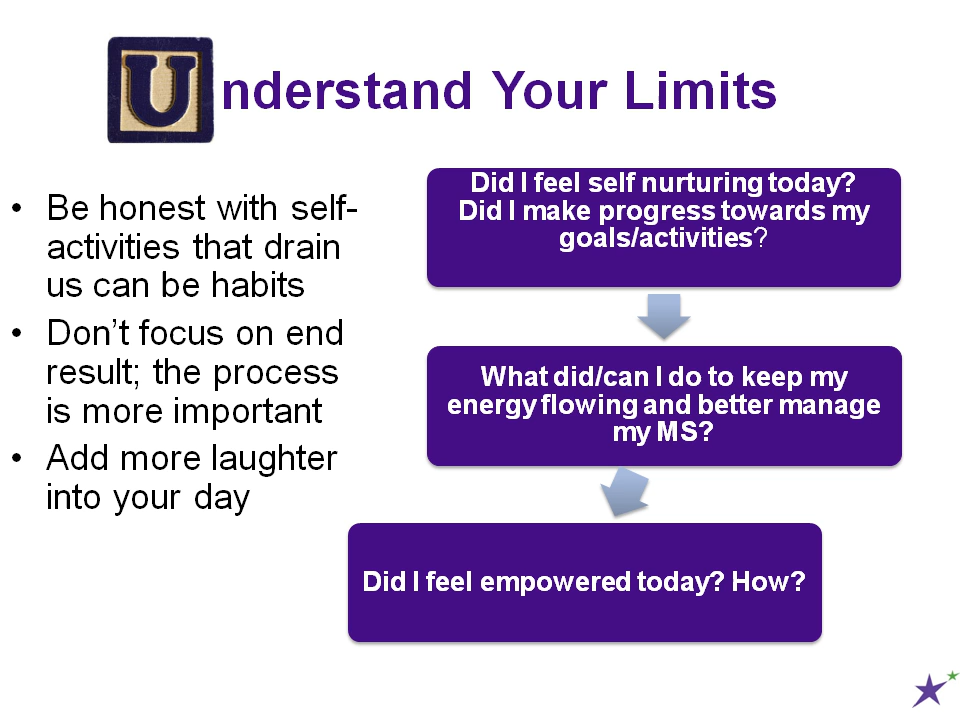 Understand Your Limits
• Be honest with self-
activities that drain
us can be habits
• Don’t focus on end
result; the process
is more important
• Add more laughter
into your day
Did I feel self nurturing today?
Did I make progress towards my
goals/activities?
What did/can I do to keep my
energy flowing and better manage
my MS?
Did I feel empowered today? How?